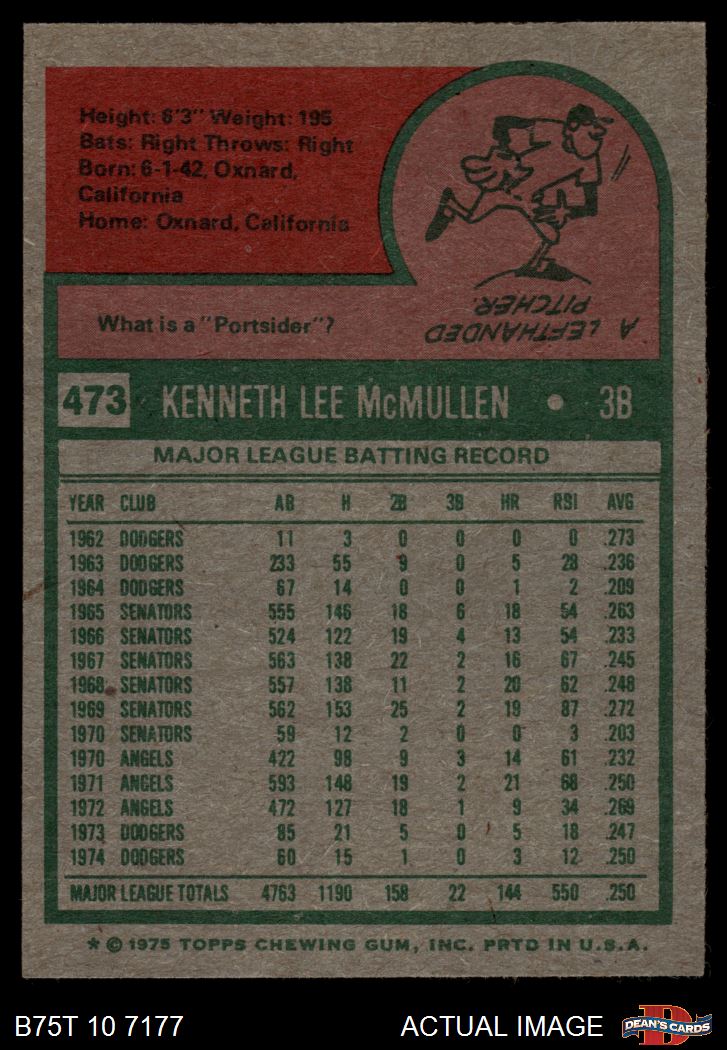 Height: 6'3" Weight: 195
Bats: Right Throws: Right
Born: 6-1-42, Oxnard,
California
Home: Oxnard, California
What is a "Portsider"?
A LEFTHANDED
PITCHER.
473 KENNETH LEE McMULLEN • 3B
MAJOR LEAGUE BATTING RECORD
YEAR CLUB AB H 2B 3B HR RBI AVG
1962 DODGERS 11 3 0 0 0 0 .273
1963 DODGERS 233 55 9 0 5 28 .236
1964 DODGERS 67 14 0 0 1 2 .209
1965 SENATORS 555 146 18 6 18 54 .263
1966 SENATORS 524 122 19 4 13 54 .233
1967 SENATORS 563 138 22 2 16 67 .245
1968 SENATORS 557 138 11 2 20 62 .248
1969 SENATORS 562 153 25 2 19 87 .272
1970 SENATORS 59 12 2 0 0 3 .203
1970 ANGELS 422 98 9 3 14 61 .232
1971 ANGELS 593 148 19 2 21 68 .250
1972 ANGELS 472 127 18 1 9 34 .269
1973 DODGERS 85 21 5 0 5 18 .247
1974 DODGERS 60 15 1 0 3 12 .250
MAJOR LEAGUE TOTALS 4763 1190 158 22 144 550 .250
* © 1975 TOPPS CHEWING GUM, INC. PRTD IN U.S.A.
B75T 10 7177 ACTUAL IMAGE D DEAN'S CARDS